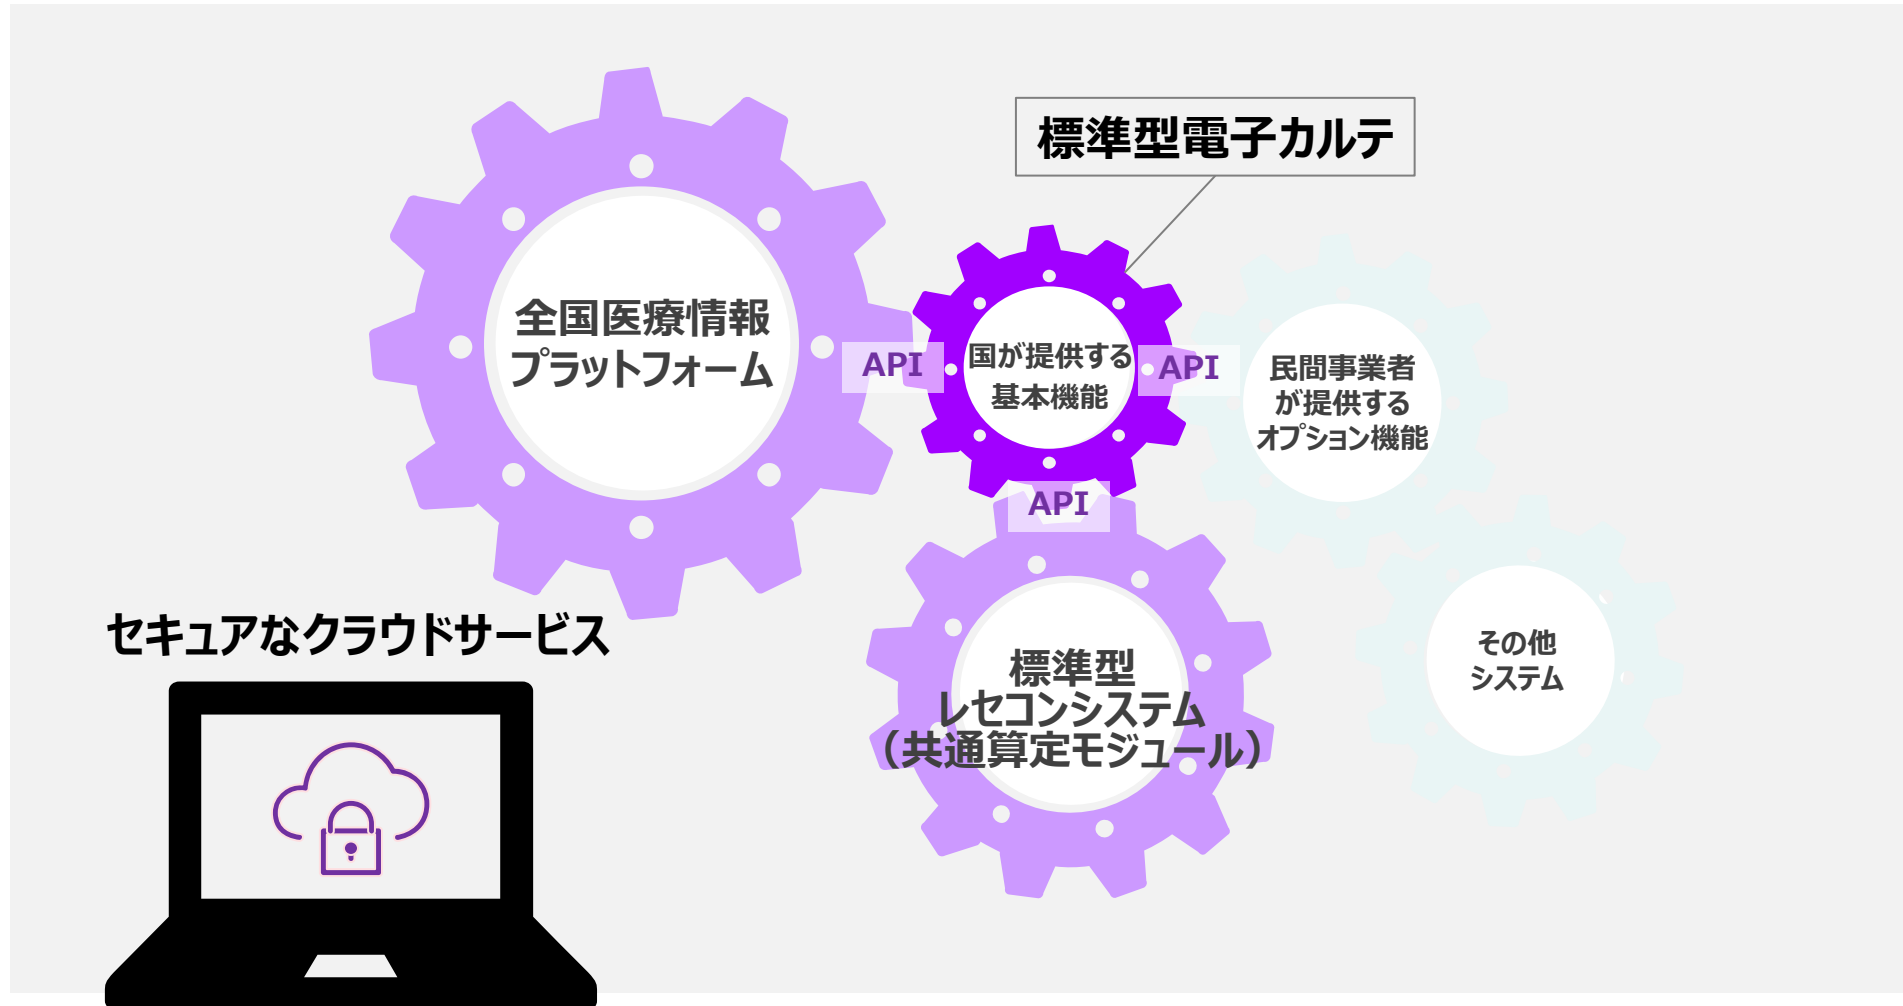 標準型電子カルテ
全国医療情報
プラットフォーム
API
国が提供する
基本機能
API
民間事業者
が提供する
オプション機能
API
セキュアなクラウドサービス
標準型
レセコンシステム
（共通算定モジュール）
その他
システム